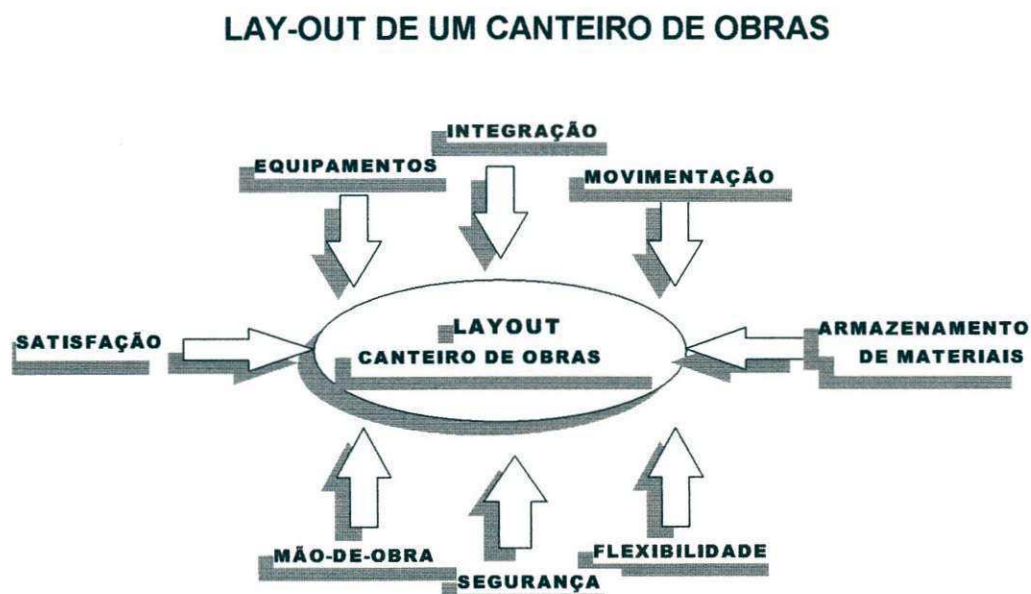 LAY-OUT DE UM CANTEIRO DE OBRAS
INTEGRAÇÃO
EQUIPAMENTOS
MOVIMENTAÇÃO
SATISFAÇÃO
LAYOUT
CANTEIRO DE OBRAS
ARMAZENAMENTO
DE MATERIAIS
MÃO-DE-OBRA
SEGURANÇA
FLEXIBILIDADE